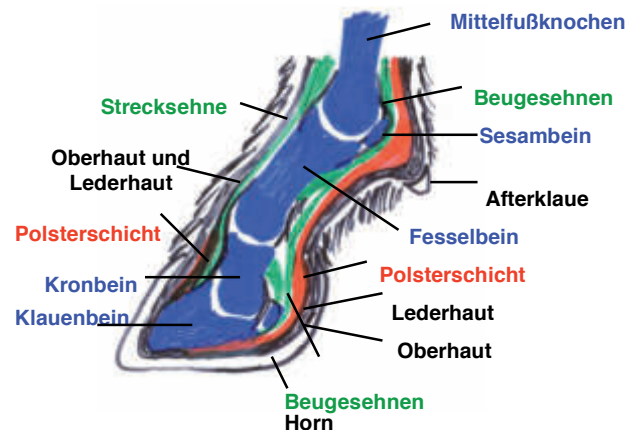 Mittelfußknochen
Strecksehne
Beugesehnen
Sesambein
Oberhaut und
Lederhaut
Afterklaue
Polsterschicht
Fesselbein
Kronbein
Polsterschicht
Klauenbein
Lederhaut
Oberhaut
Beugesehnen
Horn